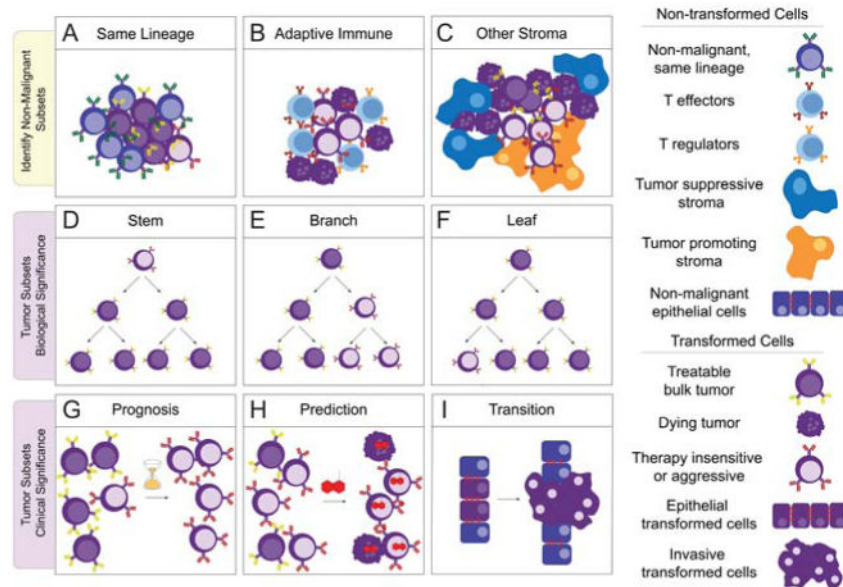 A Same Lineage
B Adaptive Immune
C Other Stroma
Identify Non-Malignant
Subsets
D Stem
E Branch
F Leaf
Tumor Subsets
Biological Significance
G Prognosis
H Prediction
I Transition
Tumor Subsets
Clinical Significance
Non-Transformed Cells
Non-malignant,
same lineage
T effectors
T regulators
Tumor suppressive
stroma
Tumor promoting
stroma
Non-malignant
epithelial cells
Transformed Cells
Treatable
bulk tumor
Dying tumor
Therapy insensitive
or aggressive
Epithelial
transformed cells
Invasive
transformed cells